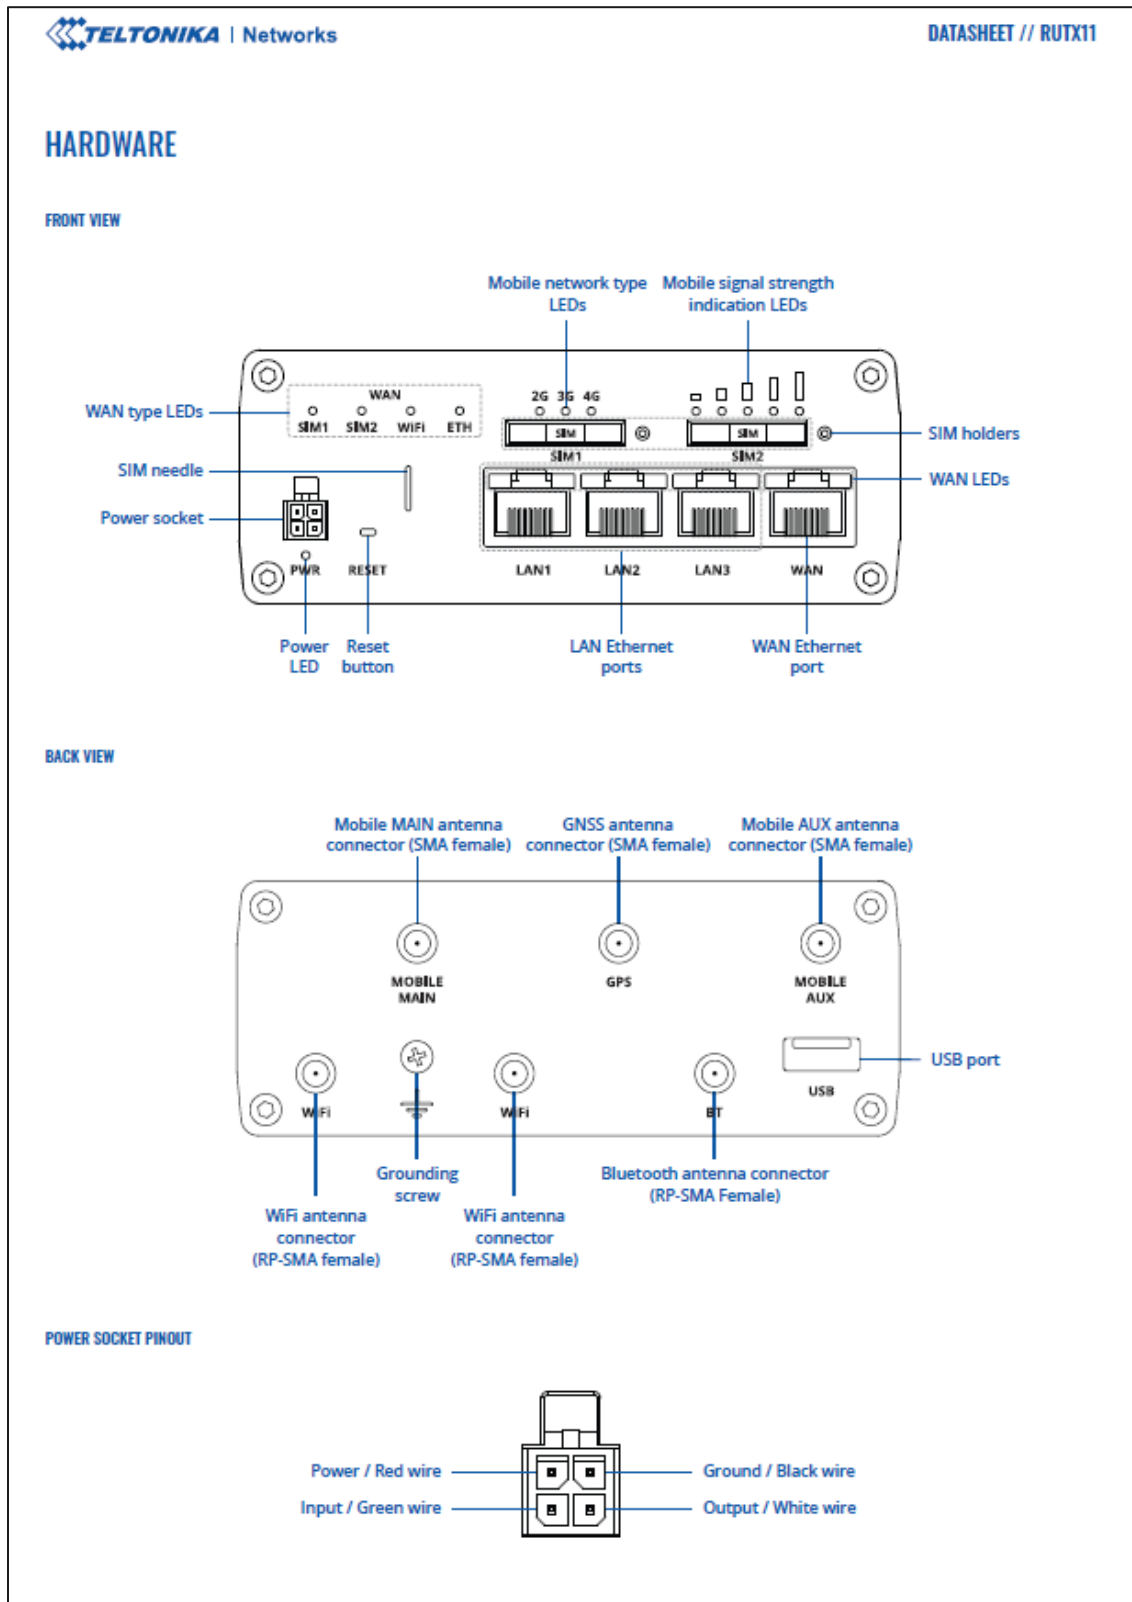 TELTONIKA | Networks
DATASHEET // RUTX11
HARDWARE
FRONT VIEW
Mobile network type
LEDs
Mobile signal strength
indication LEDs
WAN type LEDs
WAN
SIM1 SIM2 WiFi ETH
2G 3G 4G
SIM
SIM1
SIM
SIM2
SIM holders
SIM needle
WAN LEDs
Power socket
PWR
RESET
LAN1
LAN2
LAN3
WAN
Power
LED
Reset
button
LAN Ethernet
ports
WAN Ethernet
port
BACK VIEW
Mobile MAIN antenna
connector (SMA female)
GNSS antenna
connector (SMA female)
Mobile AUX antenna
connector (SMA female)
MOBILE
MAIN
GPS
MOBILE
AUX
USB port
USB
WiFi
WiFi
BT
Grounding
screw
Bluetooth antenna connector
(RP-SMA Female)
WiFi antenna
connector
(RP-SMA female)
WiFi antenna
connector
(RP-SMA female)
POWER SOCKET PINOUT
Power / Red wire
Ground / Black wire
Input / Green wire
Output / White wire